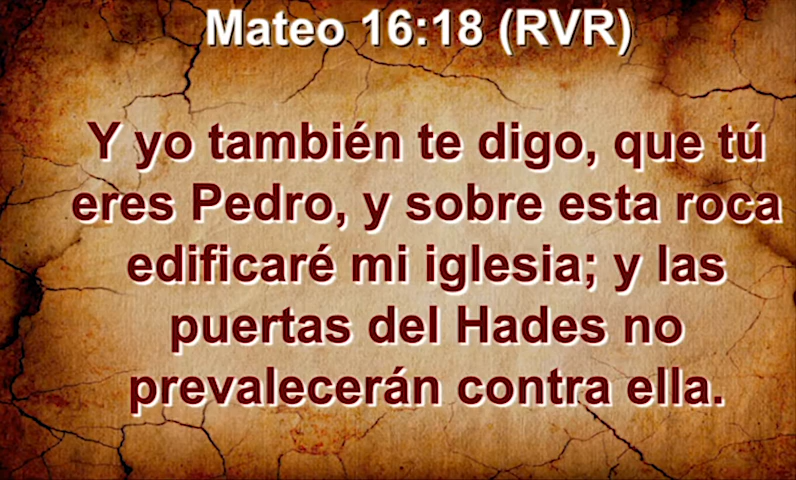 Mateo 16:18 (RVR)
Y yo también te digo, que tú
eres Pedro, y sobre esta roca
edificaré mi iglesia; y las
puertas del Hades no
prevalecerán contra ella.